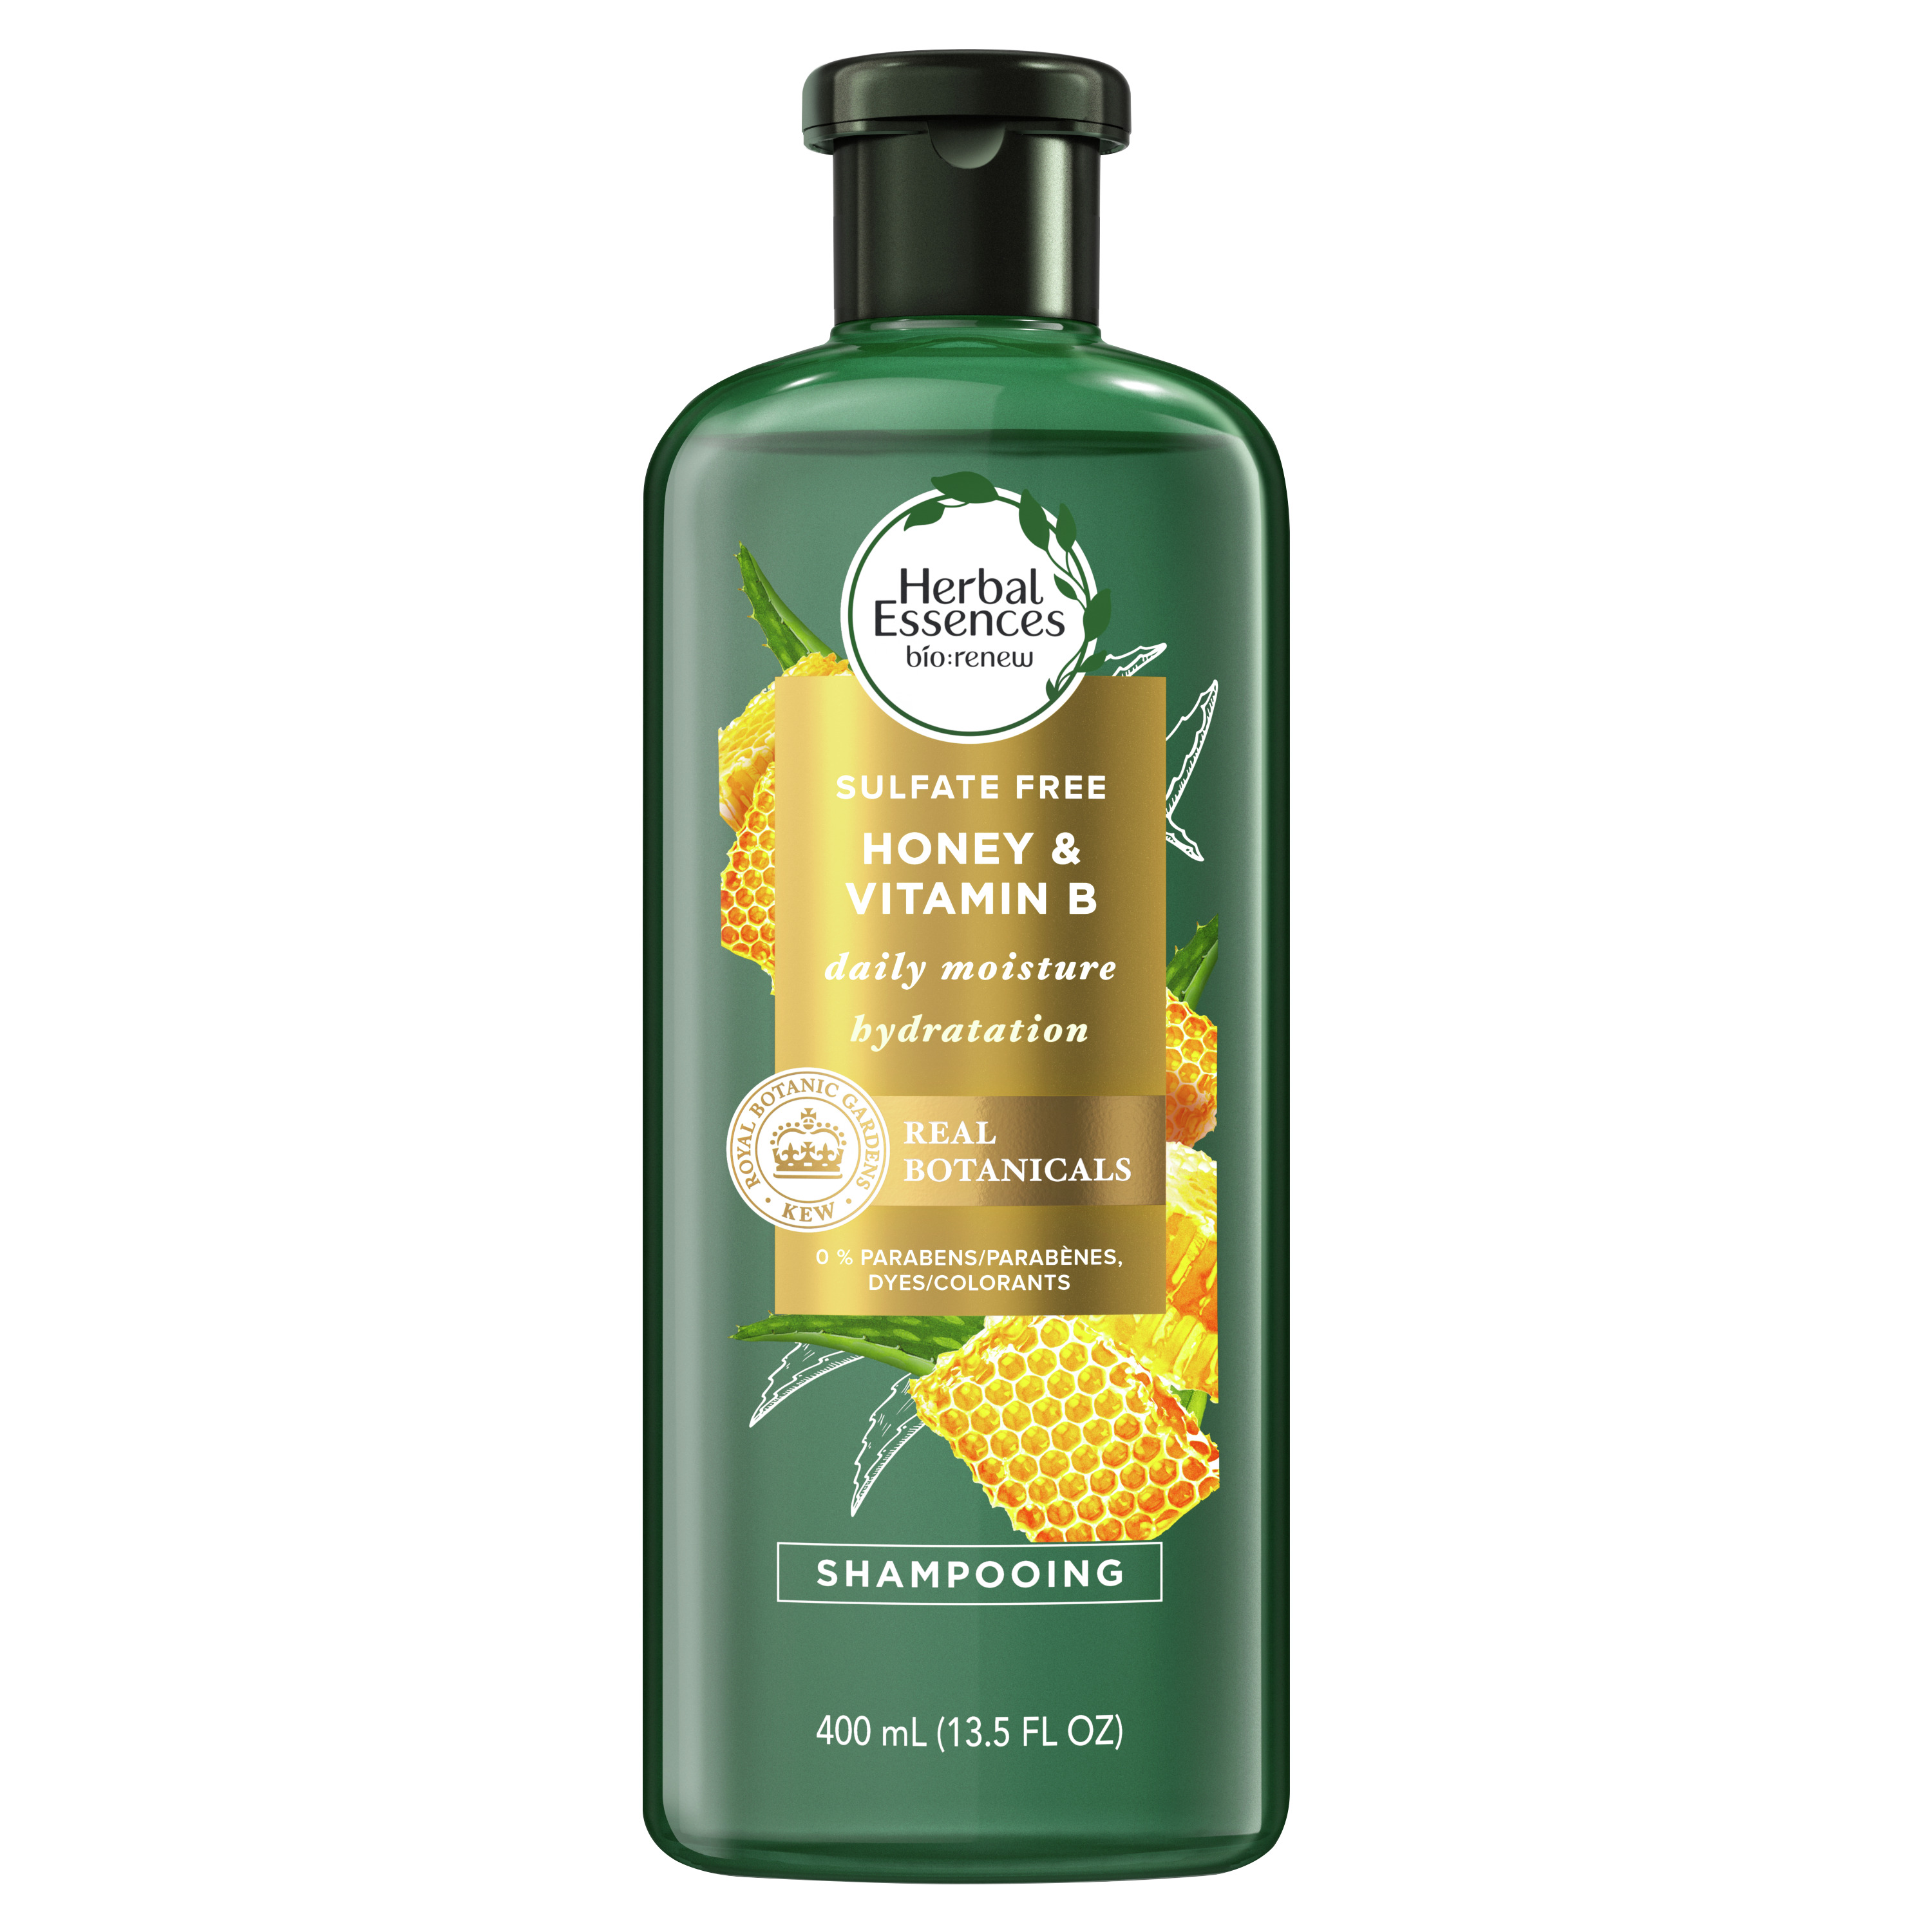 Herbal
Essences
bío:renew
SULFATE FREE
HONEY &
VITAMIN B
daily moisture
hydratation
ROYAL BOTANIC GARDENS
• KEW •
REAL
BOTANICALS
0 % PARABENS/PARABÈNES,
DYES/COLORANTS
SHAMPOOING
400 mL (13.5 FL OZ)